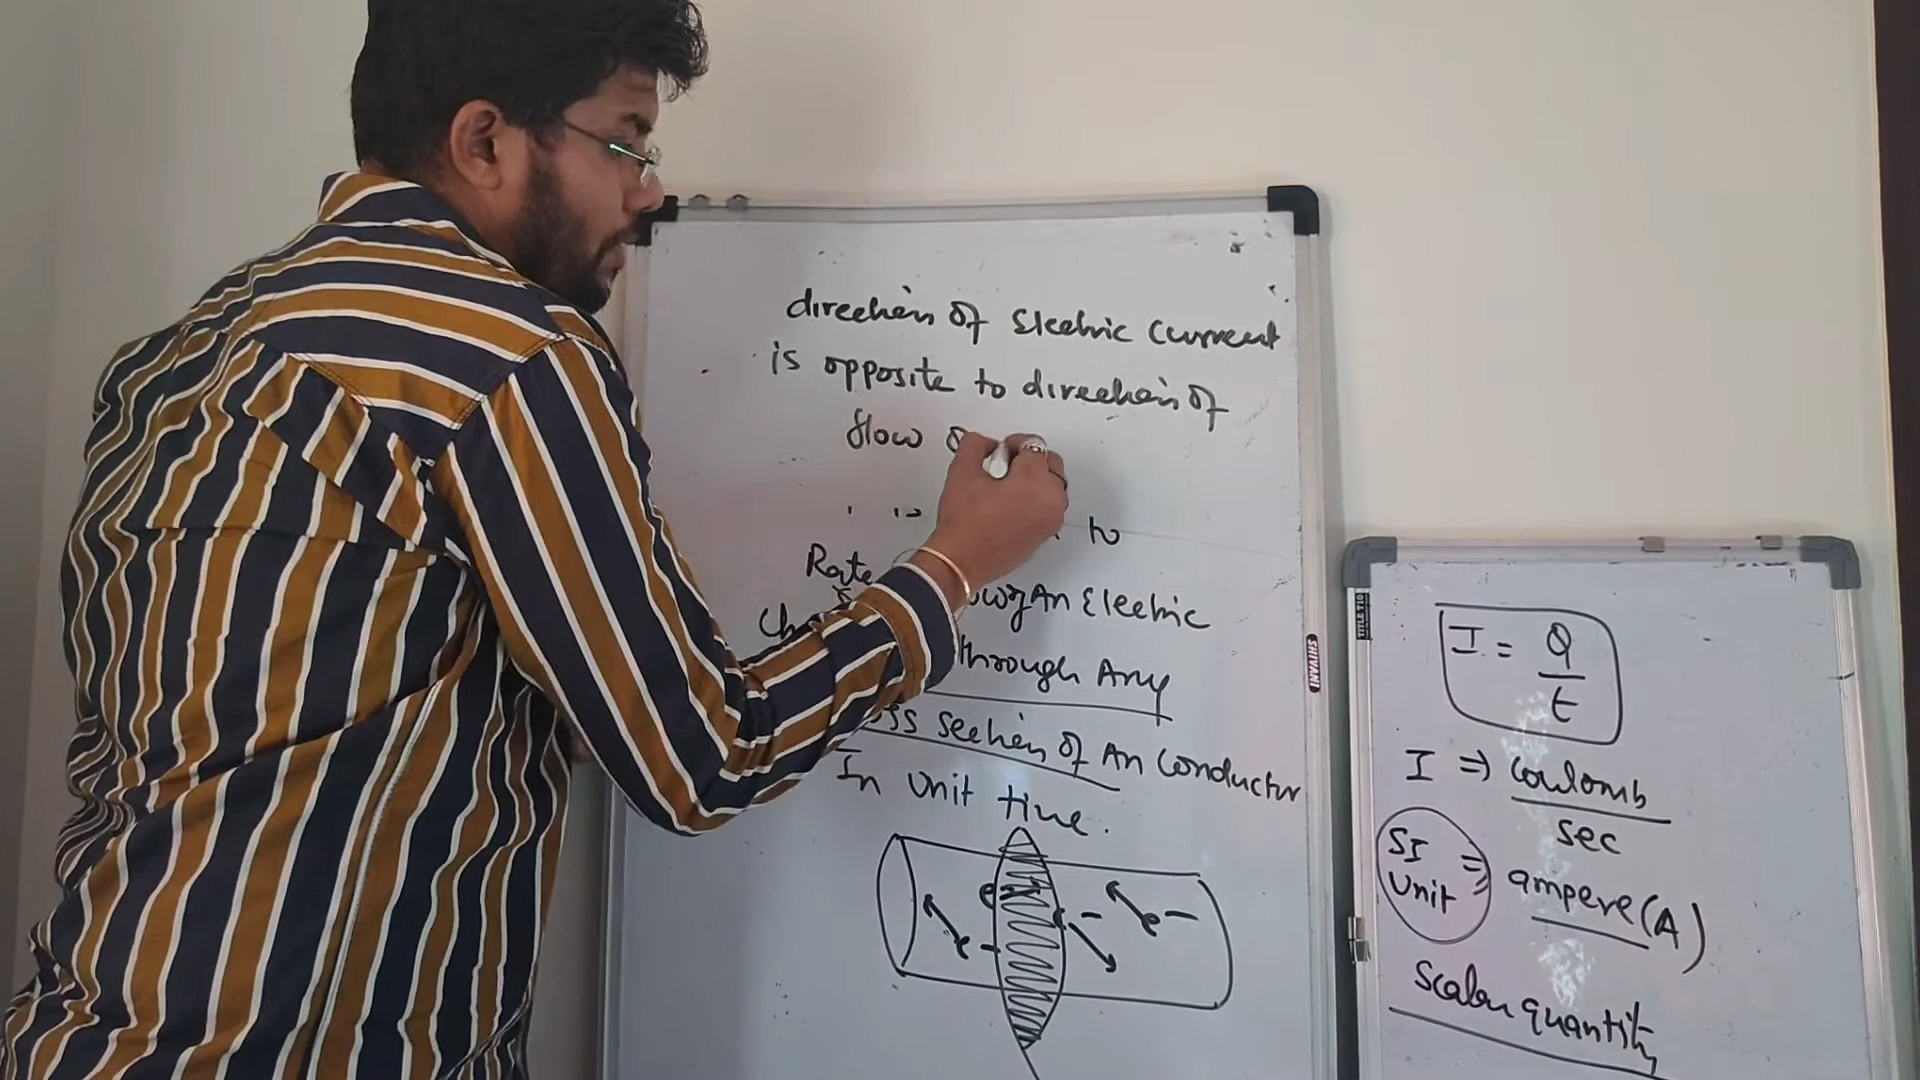 direction of Electric Current
is opposite to direction of
flow
to
Rate An Electric
through Any
section of An Conductor
In unit time.
e
e -
-
e -
SHIVANI
I = Q
t
I => Coulomb
sec
SI
Unit => ampere (A)
Scalar quantity